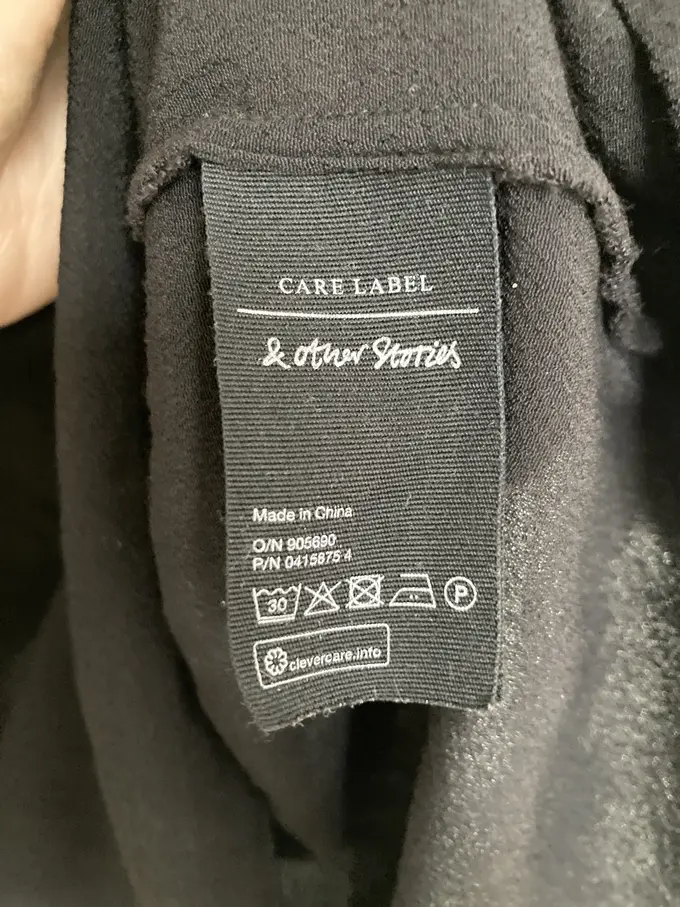 CARE LABEL
& other Stories
Made in China
O/N 905690
P/N 0415875 4
30 P
clevercare.info